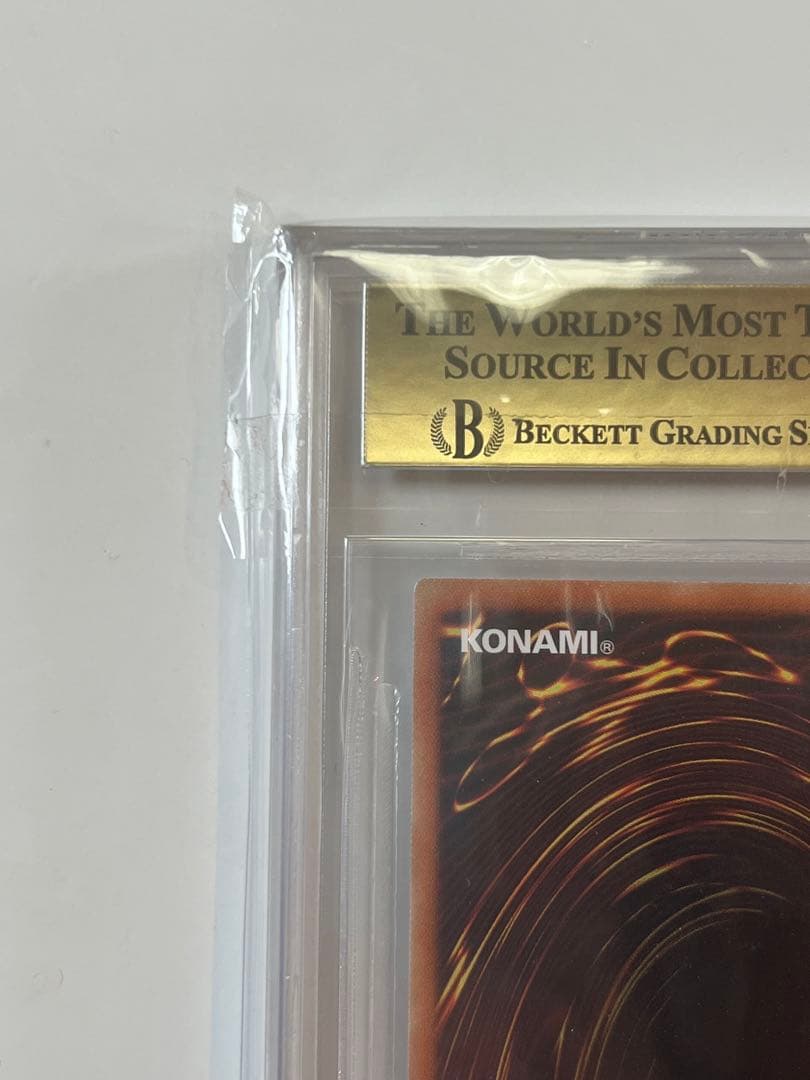 THE WORLD'S MOST
SOURCE IN COLLEC
B BECKETT GRADING S
KONAMI®